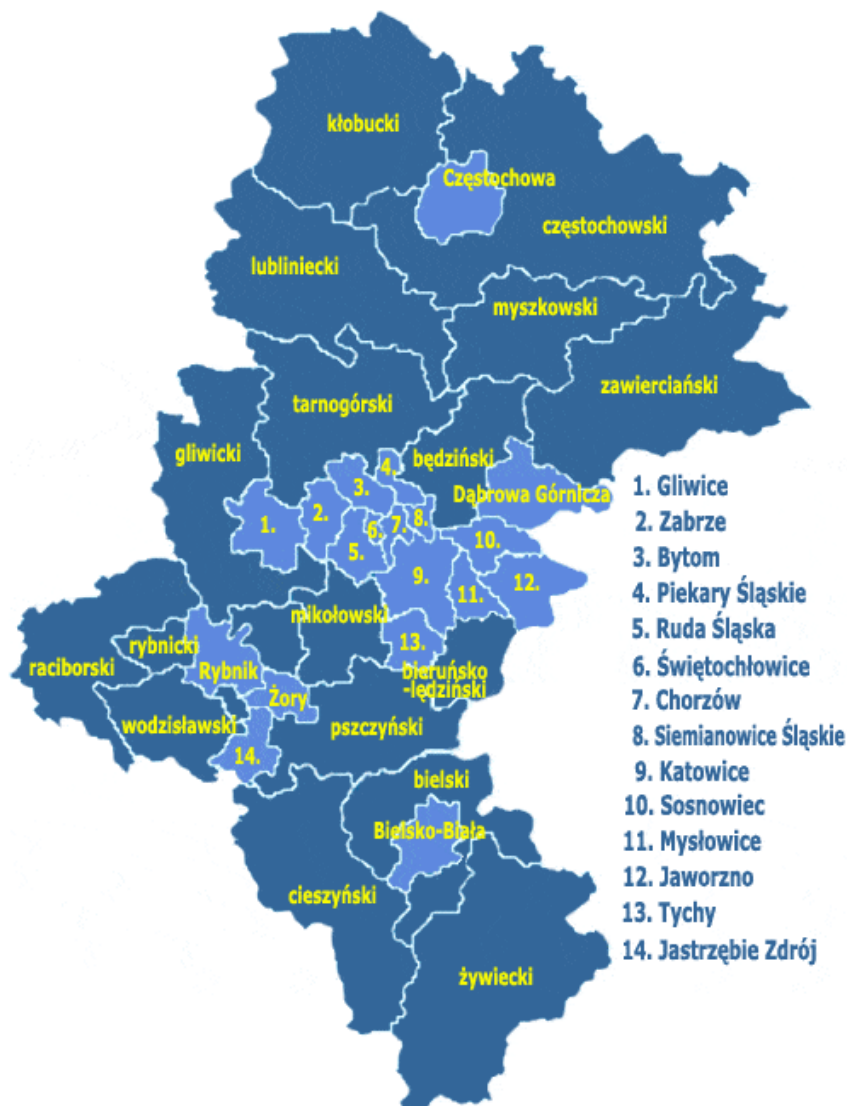 kłobucki
Częstochowa
częstochowski
lubliniecki
myszkowski
zawierciański
tarnogórski
gliwicki
będziński
4.
3.
Dąbrowa Górnicza
1.
2.
6.
7.
8.
5.
10.
9.
11.
12.
mikołowski
13.
rybnicki
raciborski
Rybnik
bieruńsko
-lędziński
Żory
wodzisławski
pszczyński
14.
bielski
Bielsko-Biała
cieszyński
żywiecki
1. Gliwice
2. Zabrze
3. Bytom
4. Piekary Śląskie
5. Ruda Śląska
6. Świętochłowice
7. Chorzów
8. Siemianowice Śląskie
9. Katowice
10. Sosnowiec
11. Mysłowice
12. Jaworzno
13. Tychy
14. Jastrzębie Zdrój